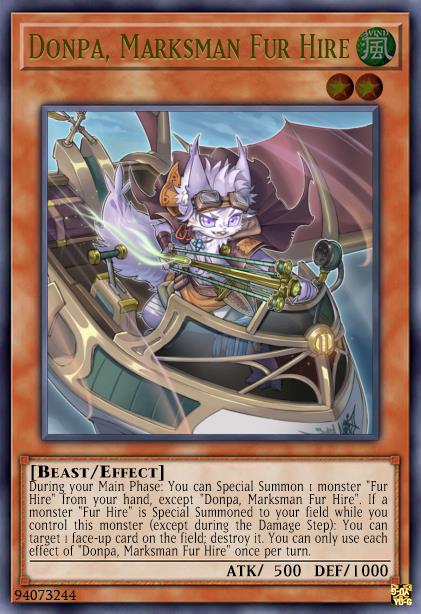 DONPA, MARKSMAN FUR HIRE
WIND
風
[BEAST/EFFECT]
During your Main Phase: You can Special Summon 1 monster "Fur
Hire" from your hand, except "Donpa, Marksman Fur Hire". If a
monster "Fur Hire" is Special Summoned to your field while you
control this monster (except during the Damage Step): You can
target 1 face-up card on the field; destroy it. You can only use each
effect of "Donpa, Marksman Fur Hire" once per turn.
ATK/ 500 DEF/1000
94073244